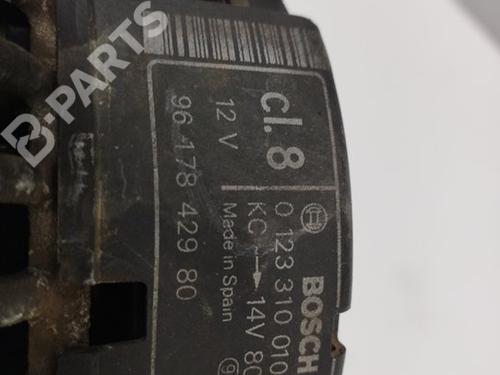 B-PARTS
cl. 8
12 V
96 178 429 80
BOSCH
0 123 310 010
KC → 14V 80
Made in Spain